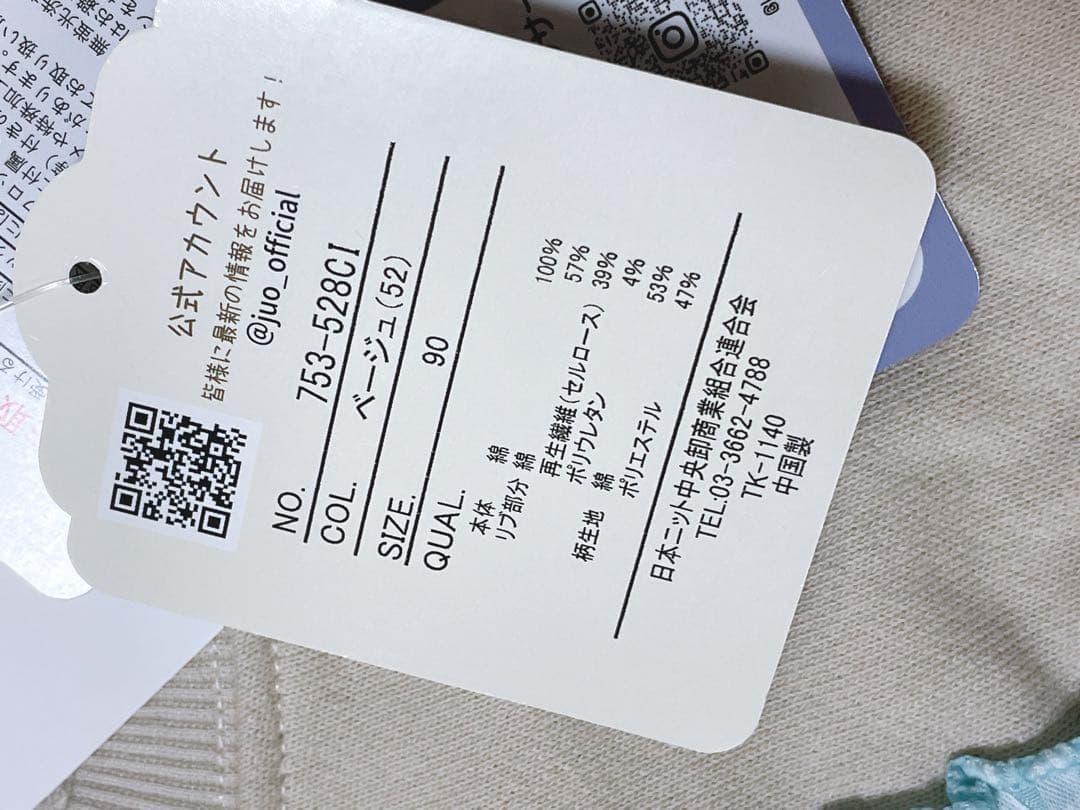 公式アカウント
皆様に最新の情報をお届けします!
@juo_official
NO. 753-528CI
COL. ベージュ(52)
SIZE. 90
QUAL.
本体 綿 100%
リブ部分 綿 57%
再生繊維(セルロース) 39%
ポリウレタン 4%
柄生地 綿 53%
ポリエステル 47%
日本ニット中央卸商業組合連合会
TEL:03-3662-4788
TK-1140
中国製